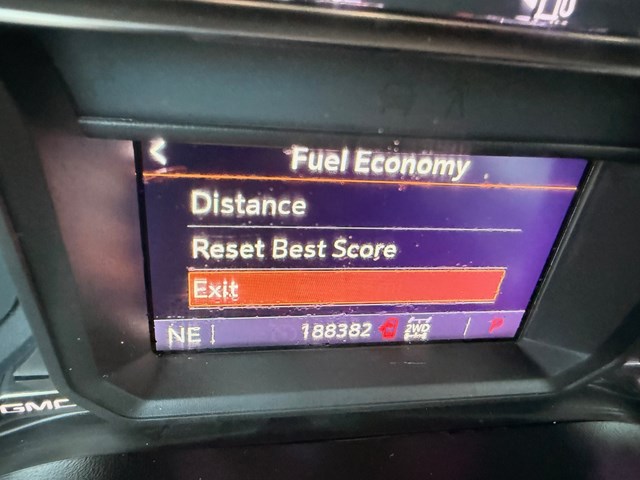 Fuel Economy
Distance
Reset Best Score
Exit
NE 188382 2WD
GMC